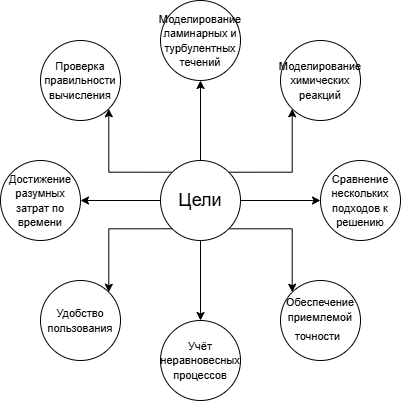 Моделирование
ламинарных и
турбулентных
течений
Проверка
правильности
вычисления
Моделирование
химических
реакций
Достижение
разумных
затрат по
времени
Цели
Сравнение
нескольких
подходов к
решению
Удобство
пользования
Обеспечение
приемлемой
точности
Учёт
неравновесных
процессов